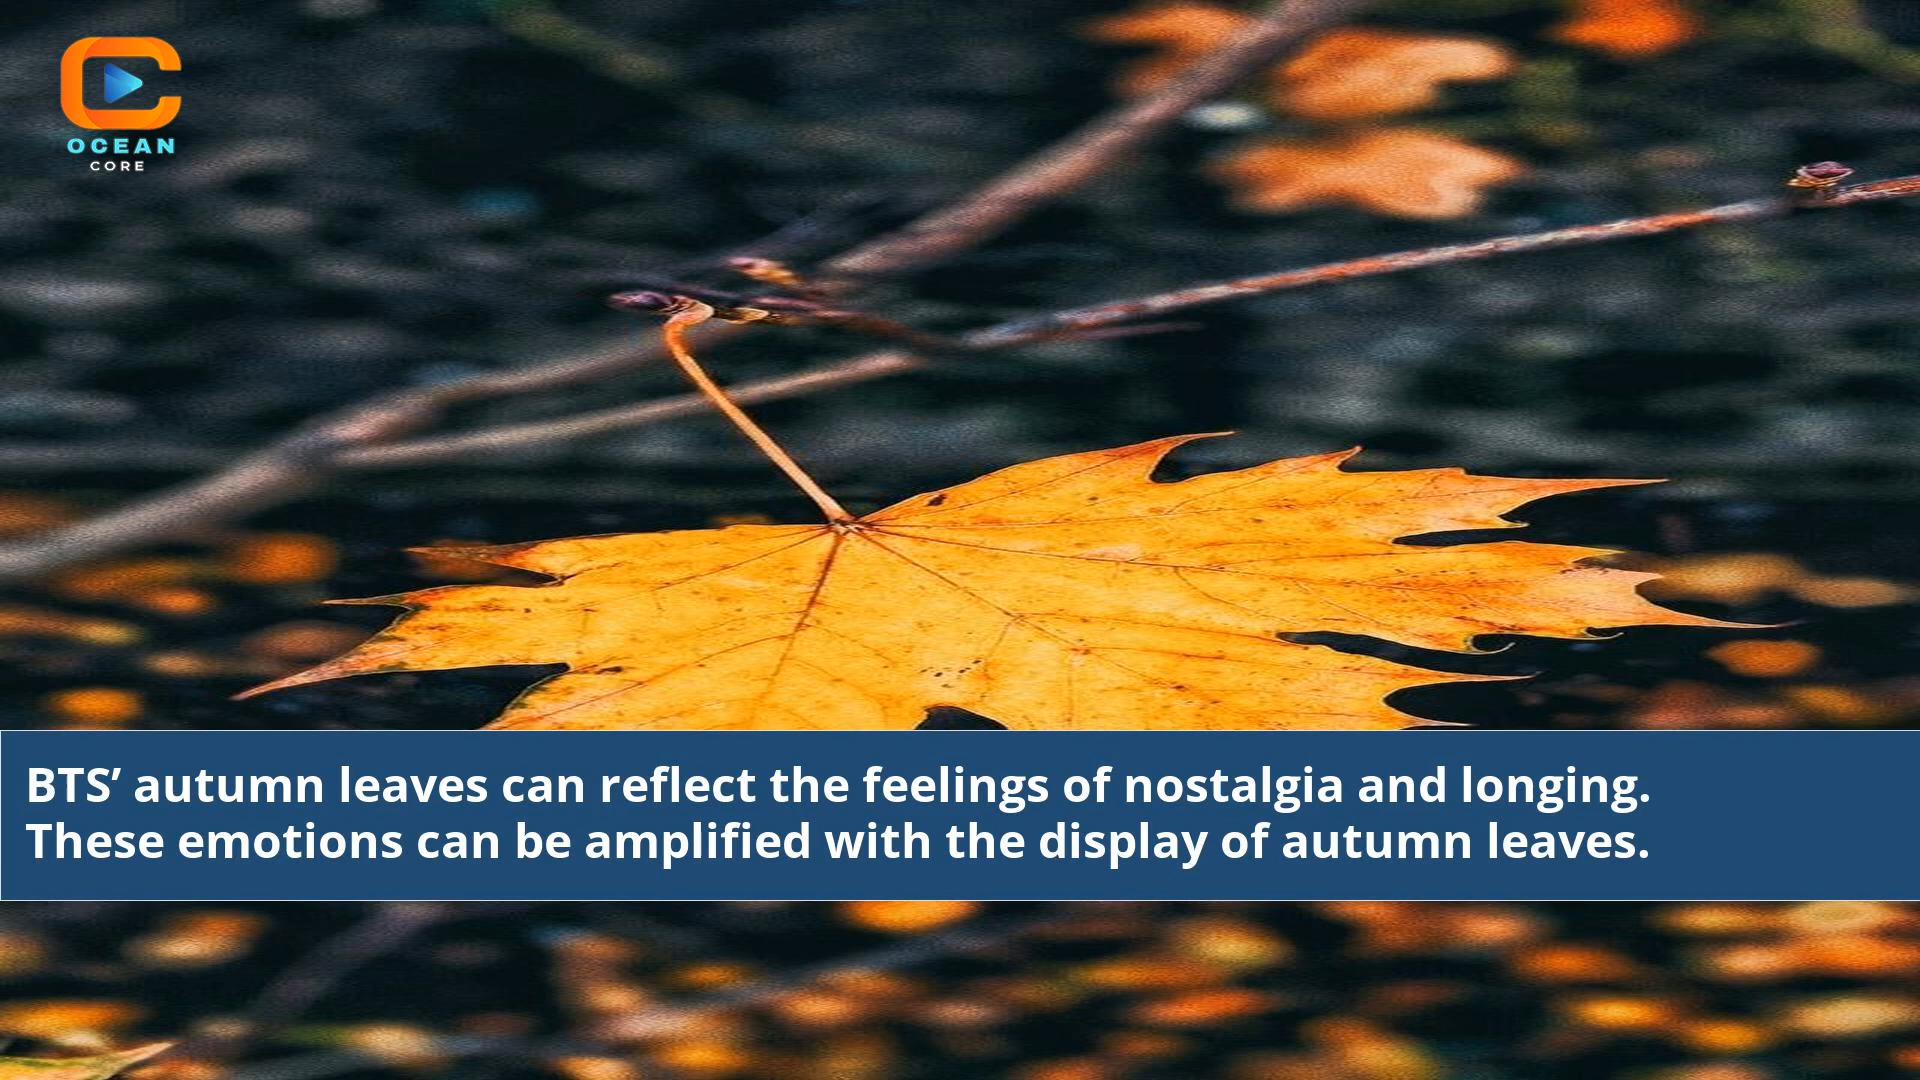 OCEAN
CORE
BTS’ autumn leaves can reflect the feelings of nostalgia and longing.
These emotions can be amplified with the display of autumn leaves.